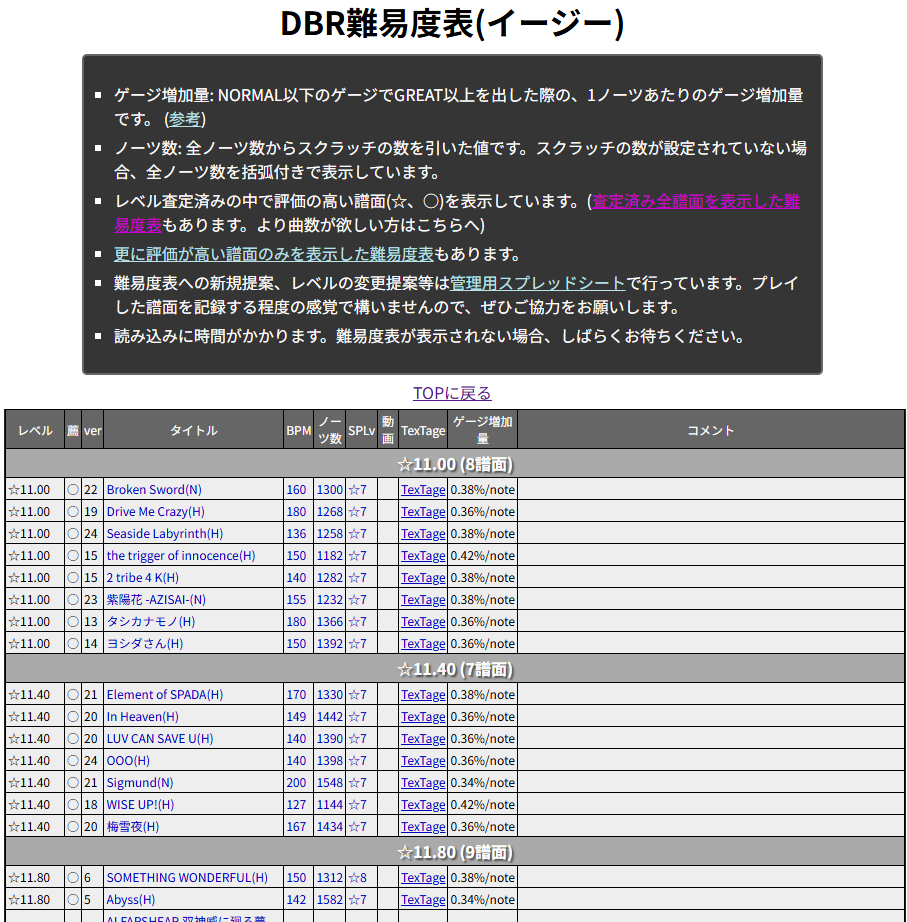 DBR難易度表(イージー)
ゲージ増加量: NORMAL以下のゲージでGREAT以上を出した際の、1ノーツあたりのゲージ増加量
です。 (参考)
ノーツ数: 全ノーツ数からスクラッチの数を引いた値です。スクラッチの数が設定されていない場
合、全ノーツ数を括弧付きで表示しています。
レベル査定済みの中で評価の高い譜面(☆、〇)を表示しています。(査定済み全譜面を表示した難
易度表もあります。より曲数が欲しい方はこちらへ)
更に評価が高い譜面のみを表示した難易度表もあります。
難易度表への新規提案、レベルの変更提案等は管理用スプレッドシートで行っています。プレイ
した譜面を記録する程度の感覚で構いませんので、ぜひご協力をお願いします。
読み込みに時間がかかります。難易度表が表示されない場合、しばらくお待ちください。
TOPに戻る
レベル 薦 ver タイトル BPM ノーツ数 SPLv 動画 TexTage ゲージ増加量 コメント
☆11.00 (8譜面)
☆11.00 〇 22 Broken Sword(N) 160 1300 ☆7 TexTage 0.38%/note
☆11.00 〇 19 Drive Me Crazy(H) 180 1268 ☆7 TexTage 0.36%/note
☆11.00 〇 24 Seaside Labyrinth(H) 136 1258 ☆7 TexTage 0.38%/note
☆11.00 〇 15 the trigger of innocence(H) 150 1182 ☆7 TexTage 0.42%/note
☆11.00 〇 15 2 tribe 4 K(H) 140 1282 ☆7 TexTage 0.38%/note
☆11.00 〇 23 紫陽花 -AZISAI-(N) 155 1232 ☆7 TexTage 0.38%/note
☆11.00 〇 13 タシカナモノ(H) 180 1366 ☆7 TexTage 0.36%/note
☆11.00 〇 14 ヨシダさん(H) 150 1392 ☆7 TexTage 0.36%/note
☆11.40 (7譜面)
☆11.40 〇 21 Element of SPADA(H) 170 1330 ☆7 TexTage 0.38%/note
☆11.40 〇 20 In Heaven(H) 149 1442 ☆7 TexTage 0.36%/note
☆11.40 〇 20 LUV CAN SAVE U(H) 140 1390 ☆7 TexTage 0.36%/note
☆11.40 〇 24 OOO(H) 140 1398 ☆7 TexTage 0.36%/note
☆11.40 〇 21 Sigmund(N) 200 1548 ☆7 TexTage 0.34%/note
☆11.40 〇 18 WISE UP!(H) 127 1144 ☆7 TexTage 0.42%/note
☆11.40 〇 20 梅雪夜(H) 167 1434 ☆7 TexTage 0.36%/note
☆11.80 (9譜面)
☆11.80 〇 6 SOMETHING WONDERFUL(H) 150 1312 ☆8 TexTage 0.38%/note
☆11.80 〇 5 Abyss(H) 142 1582 ☆7 TexTage 0.34%/note